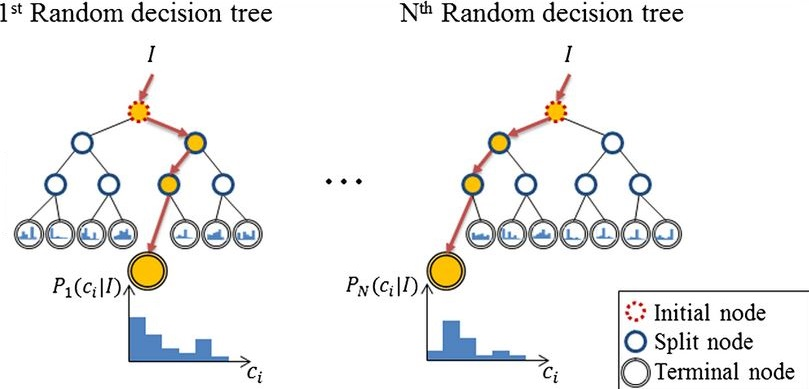 1st Random decision tree
Nth Random decision tree
I
I
...
P1(ci|I)
PN(ci|I)
ci
ci
Initial node
Split node
Terminal node